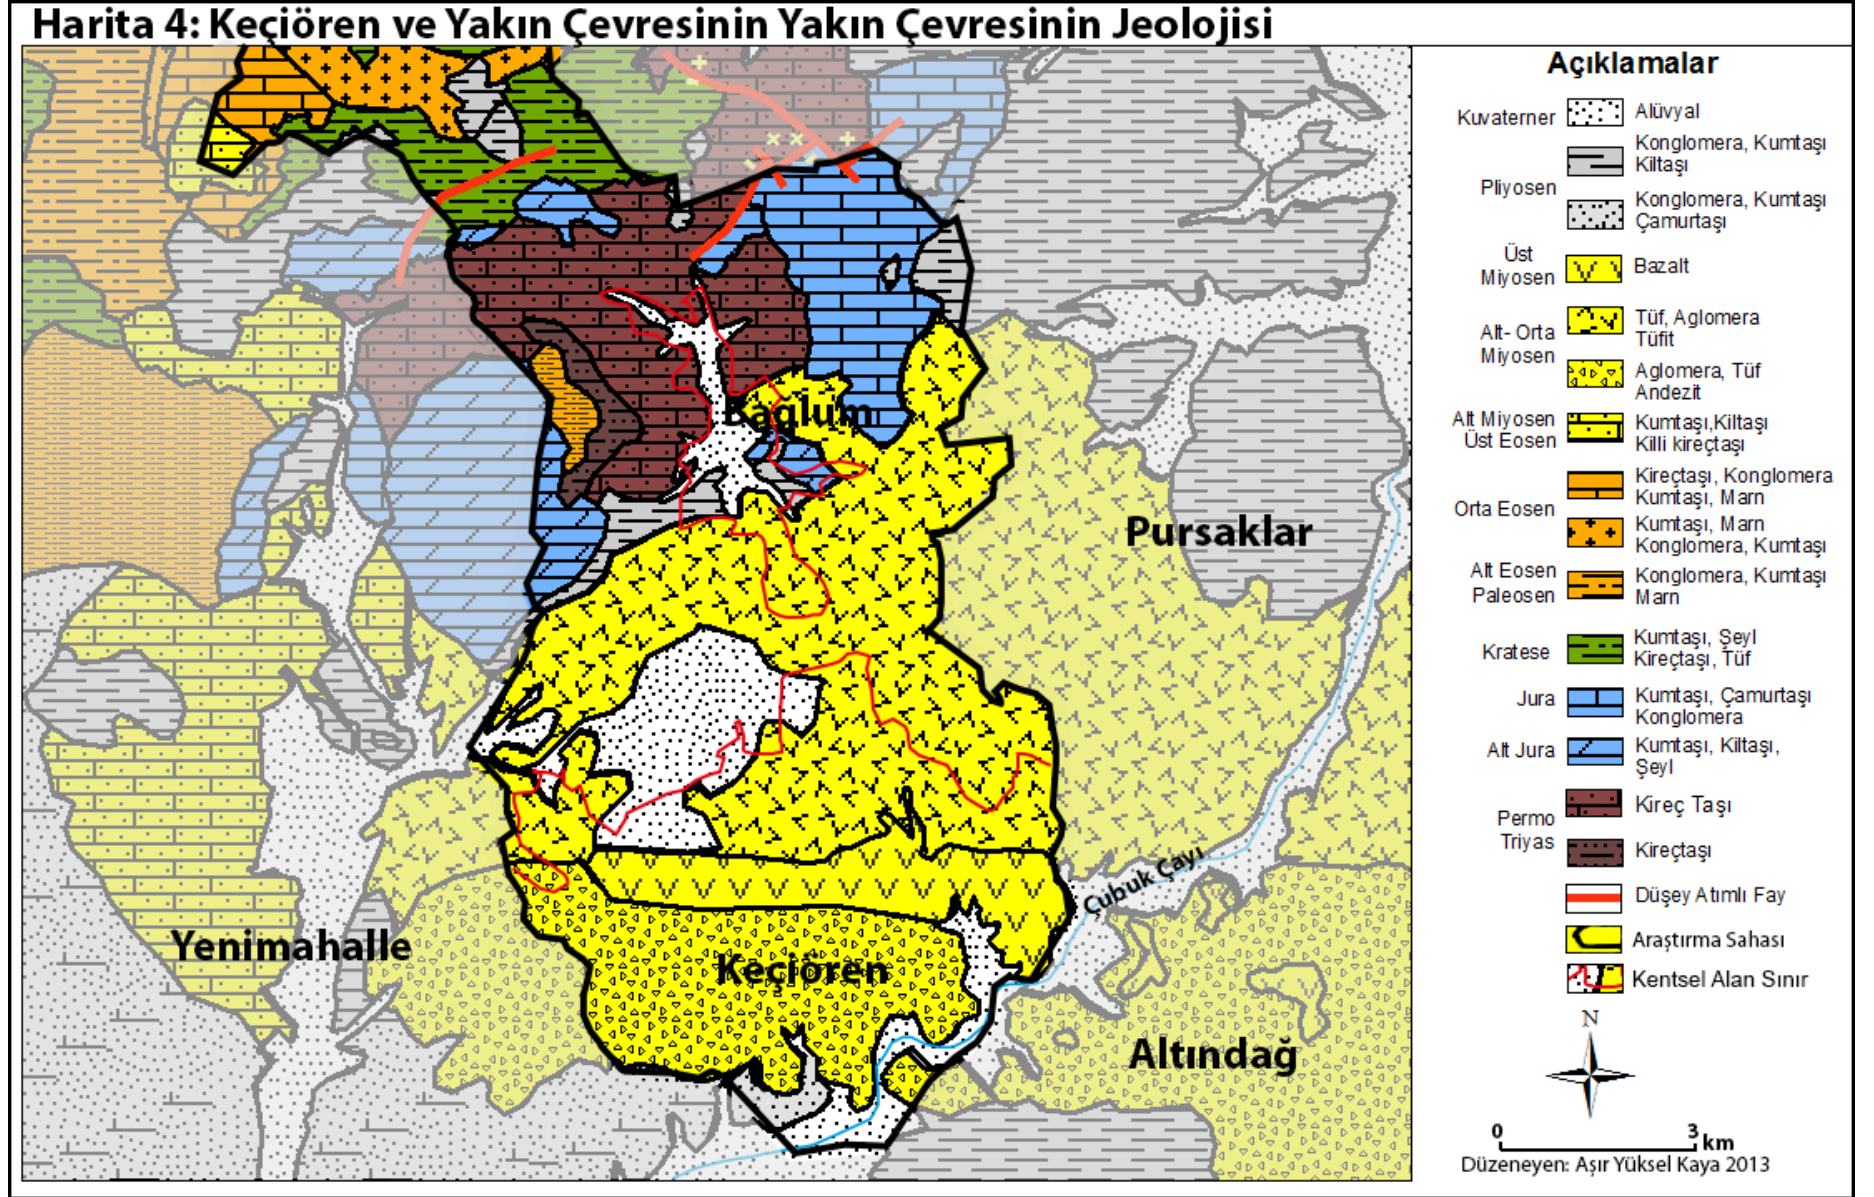 Harita 4: Keçiören ve Yakın Çevresinin Yakın Çevresinin Jeolojisi
Bağlum
Pursaklar
Çubuk Çayı
Yenimahalle
Keçiören
Altındağ
Açıklamalar
Kuvaterner
Alüvyal
Pliyosen
Konglomera, Kumtaşı
Kiltaşı
Konglomera, Kumtaşı
Çamurtaşı
Üst
Miyosen
Bazalt
Alt- Orta
Miyosen
Tüf, Aglomera
Tüfit
Aglomera, Tüf
Andezit
Alt Miyosen
Üst Eosen
Kumtaşı,Kiltaşı
Killi kireçtaşı
Orta Eosen
Kireçtaşı, Konglomera
Kumtaşı, Marn
Kumtaşı, Marn
Konglomera, Kumtaşı
Alt Eosen
Paleosen
Konglomera, Kumtaşı
Marn
Kratese
Kumtaşı, Şeyl
Kireçtaşı, Tüf
Jura
Kumtaşı, Çamurtaşı
Konglomera
Alt Jura
Kumtaşı, Kiltaşı,
Şeyl
Permo
Triyas
Kireç Taşı
Kireçtaşı
Düşey Atımlı Fay
Araştırma Sahası
Kentsel Alan Sınır
N
0 3 km
Düzeneyen: Aşır Yüksel Kaya 2013